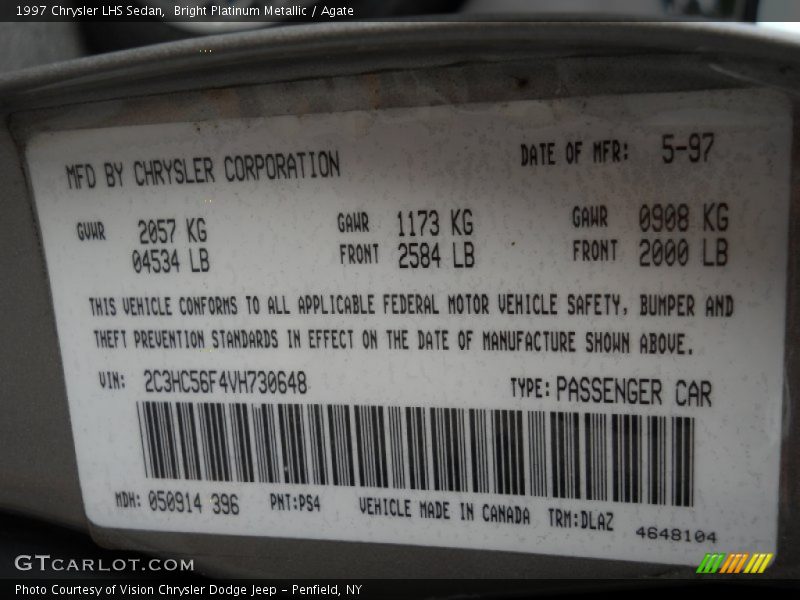 1997 Chrysler LHS Sedan,  Bright Platinum Metallic / Agate
MFD BY CHRYSLER CORPORATION DATE OF MFR: 5-97
GVWR 2057 KG GAWR 1173 KG GAWR 0908 KG
04534 LB FRONT 2584 LB FRONT 2000 LB
THIS VEHICLE CONFORMS TO ALL APPLICABLE FEDERAL MOTOR VEHICLE SAFETY, BUMPER AND
THEFT PREVENTION STANDARDS IN EFFECT ON THE DATE OF MANUFACTURE SHOWN ABOVE.
VIN: 2C3HC56F4VH730648 TYPE: PASSENGER CAR
MDH: 050914 396 PNT:PS4 VEHICLE MADE IN CANADA TRM:DLAZ 4648104
GTCARLOT.COM
Photo Courtesy of Vision Chrysler Dodge Jeep - Penfield, NY